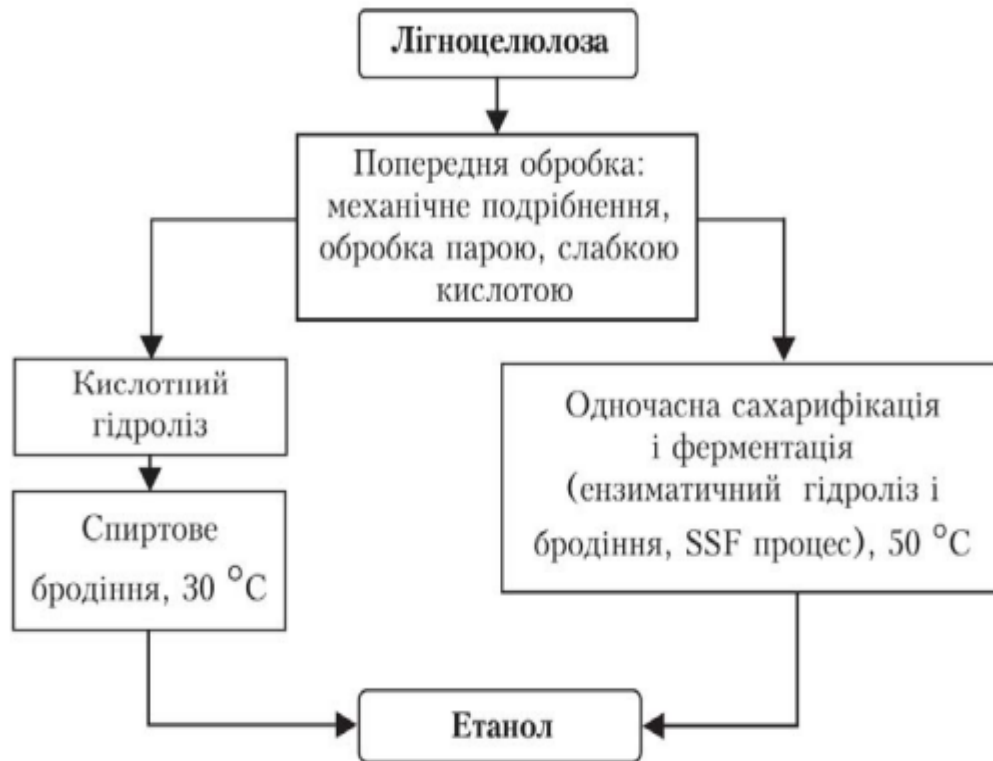 Лігноцелюлоза
Попередня обробка:
механічне подрібнення,
обробка парою, слабкою
кислотою
Кислотний
гідроліз
Спиртове
бродіння, 30 °C
Одночасна сахарифікація
і ферментація
(ензиматичний гідроліз і
бродіння, SSF процес), 50 °C
Етанол